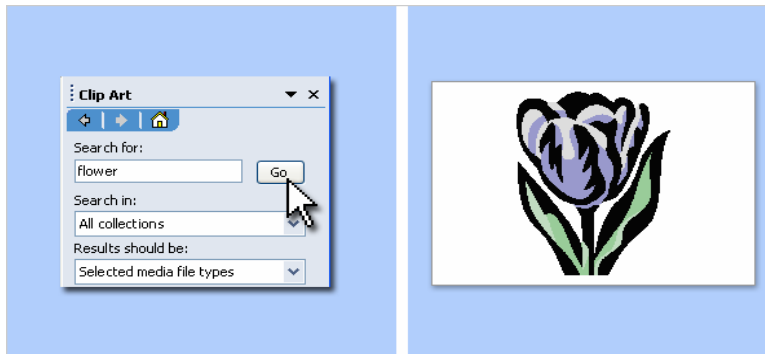 Clip Art
Search for:
flower
Go
Search in:
All collections
Results should be:
Selected media file types